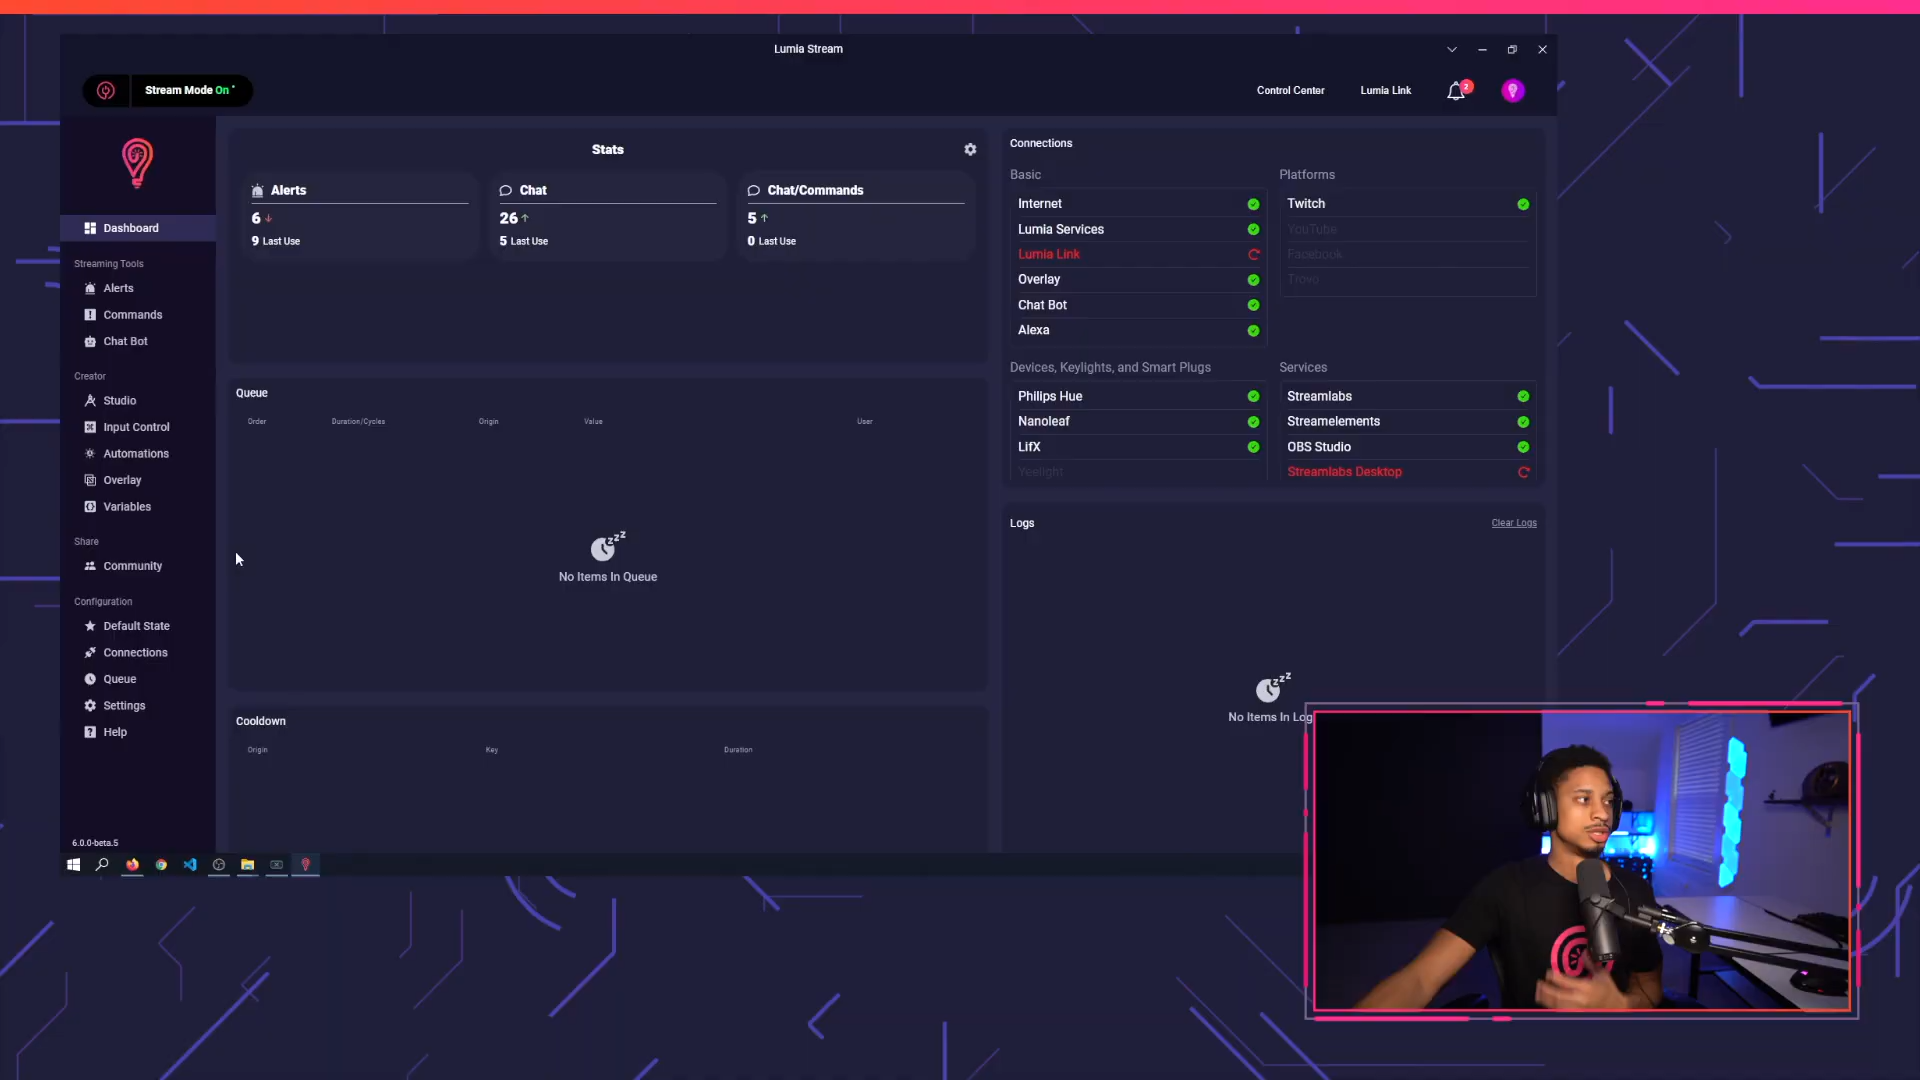 Lumia Stream
Stream Mode On
Control Center
Lumia Link
2
Dashboard
Streaming Tools
Alerts
Commands
Chat Bot
Creator
Studio
Input Control
Automations
Overlay
Variables
Share
Community
Configuration
Default State
Connections
Queue
Settings
Help
6.0.0-beta.5
Stats
Alerts
6
9 Last Use
Chat
26
5 Last Use
Chat/Commands
5
0 Last Use
Queue
Order Duration/Cycles Origin Value User
zzz
No Items In Queue
Cooldown
Origin Key Duration
Connections
Basic
Internet
Lumia Services
Lumia Link
Overlay
Chat Bot
Alexa
Platforms
Twitch
YouTube
Facebook
Trovo
Devices, Keylights, and Smart Plugs
Philips Hue
Nanoleaf
LifX
Yeelight
Services
Streamlabs
Streamelements
OBS Studio
Streamlabs Desktop
Logs
Clear Logs
zzz
No Items In Log